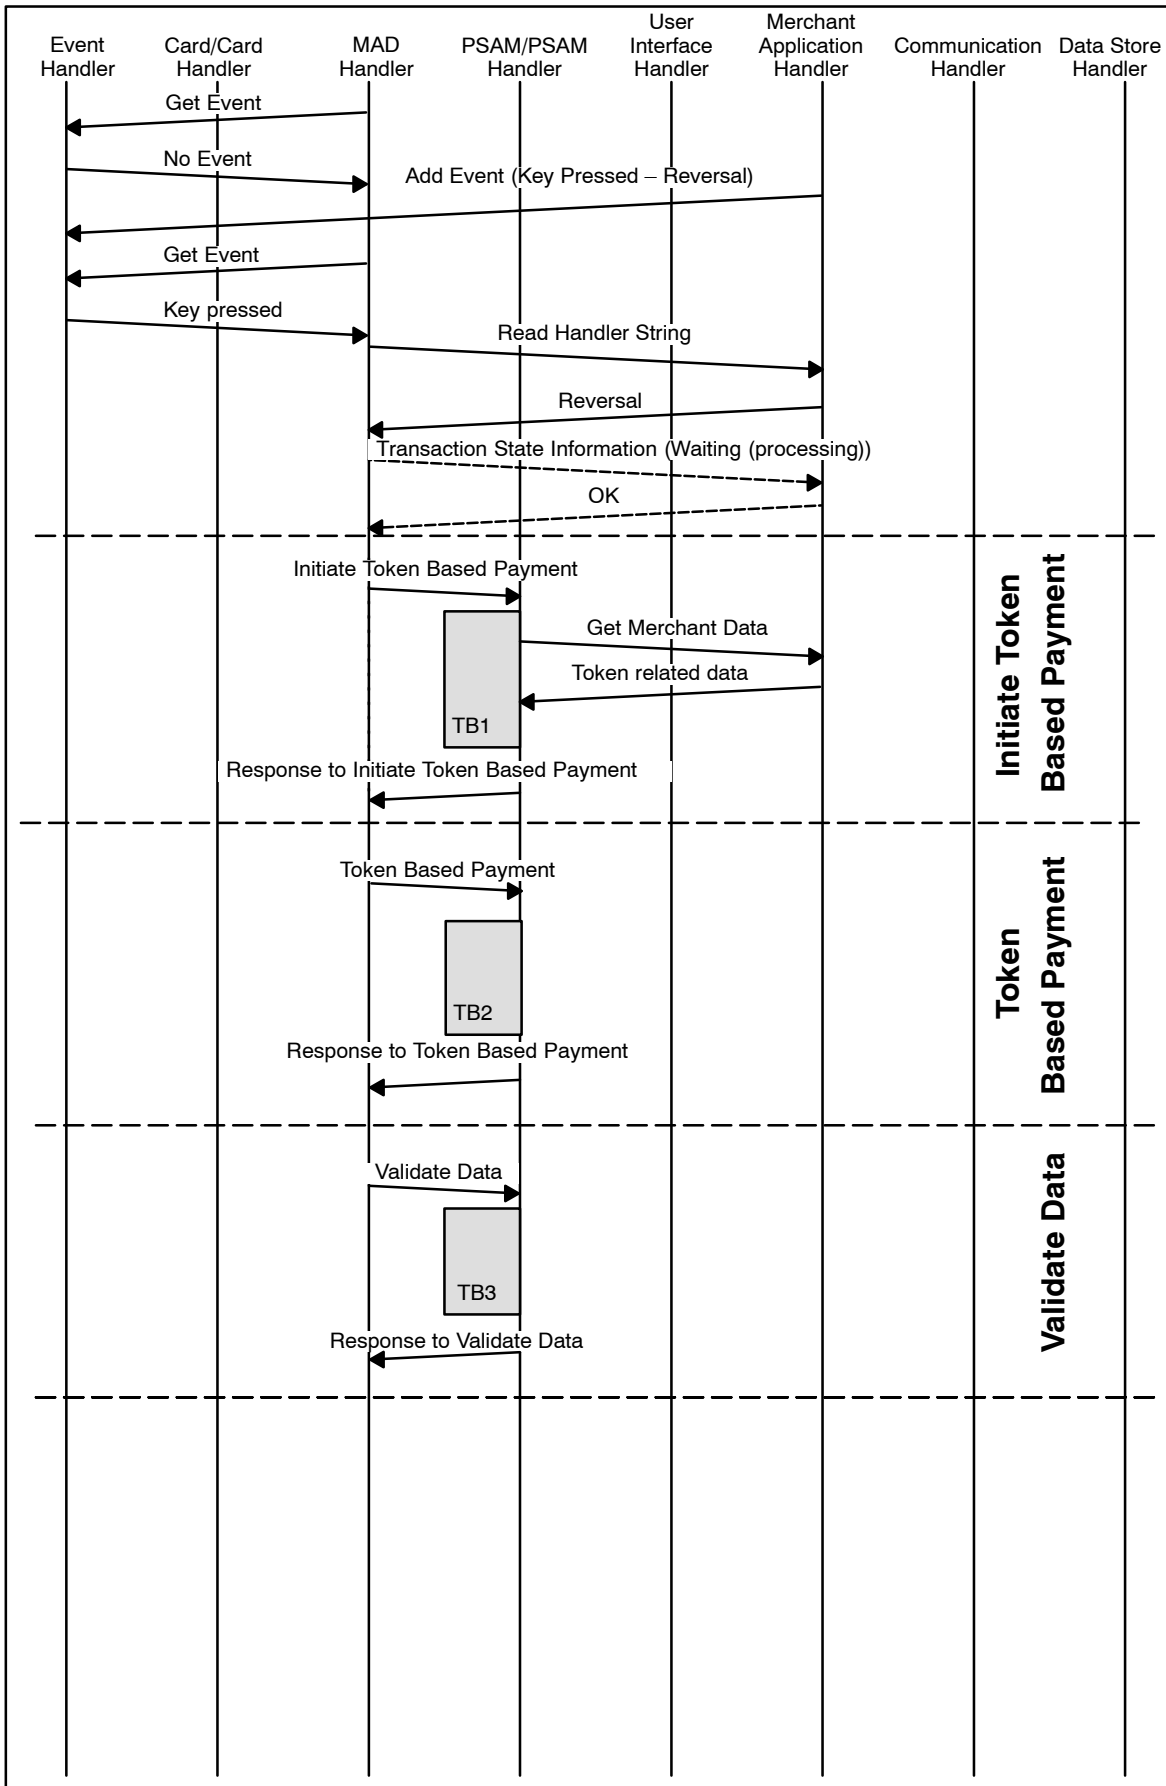 Event
Handler
Card/Card
Handler
MAD
Handler
PSAM/PSAM
Handler
User
Interface
Handler
Merchant
Application
Handler
Communication
Handler
Data Store
Handler
Get Event
No Event
Add Event (Key Pressed – Reversal)
Get Event
Key pressed
Read Handler String
Reversal
Transaction State Information (Waiting (processing))
OK
Initiate Token Based Payment
Get Merchant Data
Token related data
TB1
Response to Initiate Token Based Payment
Initiate Token
Based Payment
Token Based Payment
TB2
Response to Token Based Payment
Token
Based Payment
Validate Data
TB3
Response to Validate Data
Validate Data